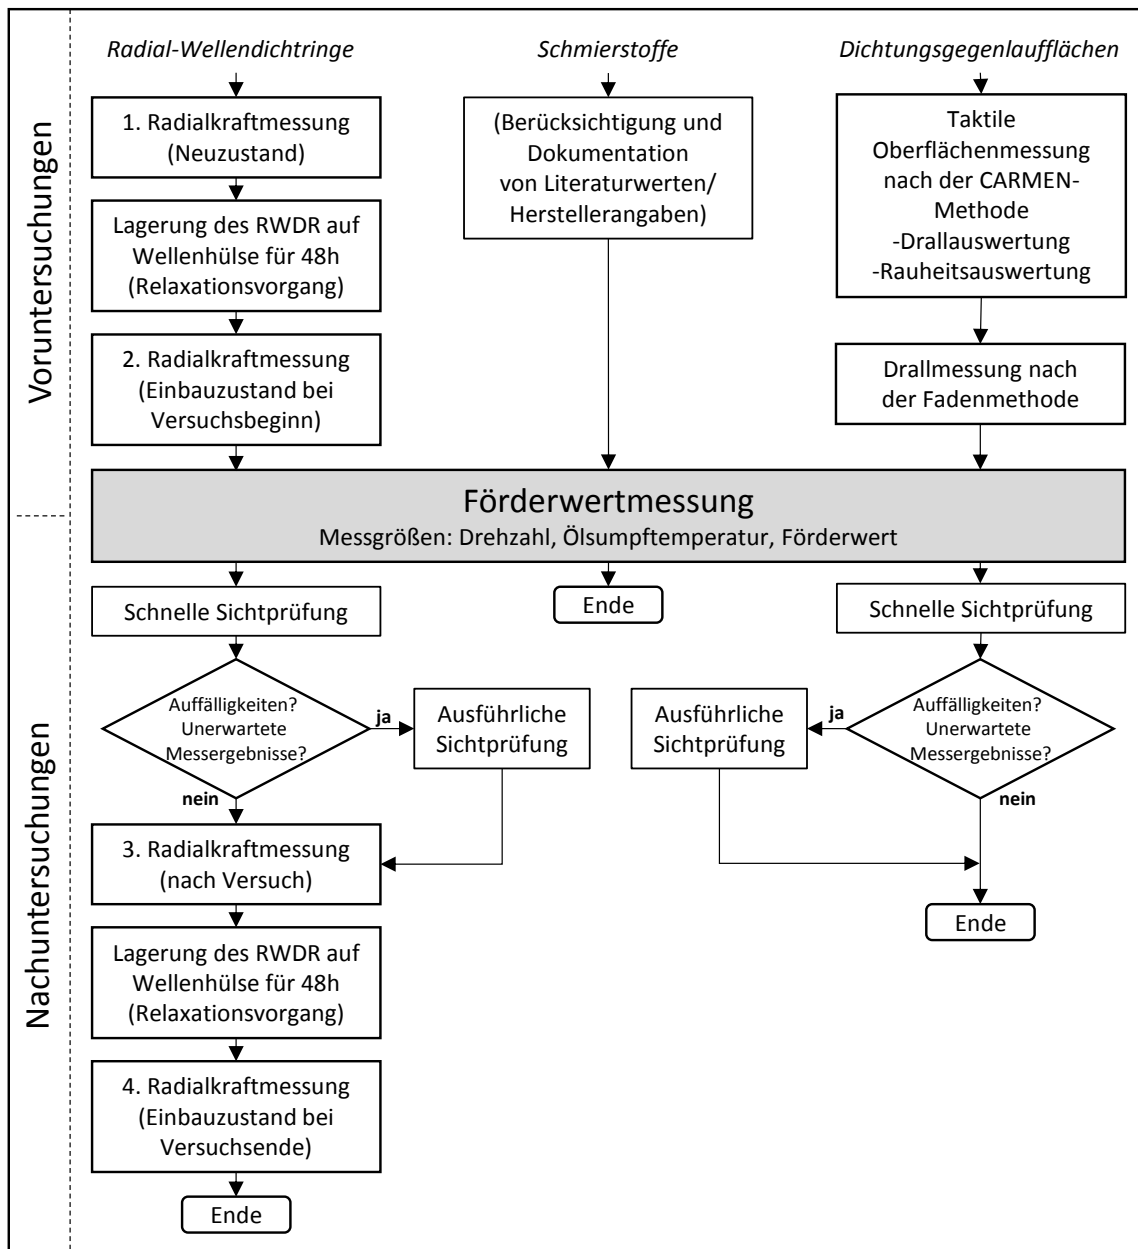 Voruntersuchungen
Radial-Wellendichtringe
1. Radialkraftmessung
(Neuzustand)
Lagerung des RWDR auf
Wellenhülse für 48h
(Relaxationsvorgang)
2. Radialkraftmessung
(Einbauzustand bei
Versuchsbeginn)
Schmierstoffe
(Berücksichtigung und
Dokumentation
von Literaturwerten/
Herstellerangaben)
Dichtungsgegenlaufflächen
Taktile
Oberflächenmessung
nach der CARMEN-
Methode
-Drallauswertung
-Rauheitsauswertung
Drallmessung nach
der Fadenmethode
Förderwertmessung
Messgrößen: Drehzahl, Ölsumpftemperatur, Förderwert
Nachuntersuchungen
Schnelle Sichtprüfung
Auffälligkeiten?
Unerwartete
Messergebnisse?
ja
Ausführliche
Sichtprüfung
nein
3. Radialkraftmessung
(nach Versuch)
Lagerung des RWDR auf
Wellenhülse für 48h
(Relaxationsvorgang)
4. Radialkraftmessung
(Einbauzustand bei
Versuchsende)
Ende
Ende
Schnelle Sichtprüfung
Auffälligkeiten?
Unerwartete
Messergebnisse?
ja
Ausführliche
Sichtprüfung
nein
Ende